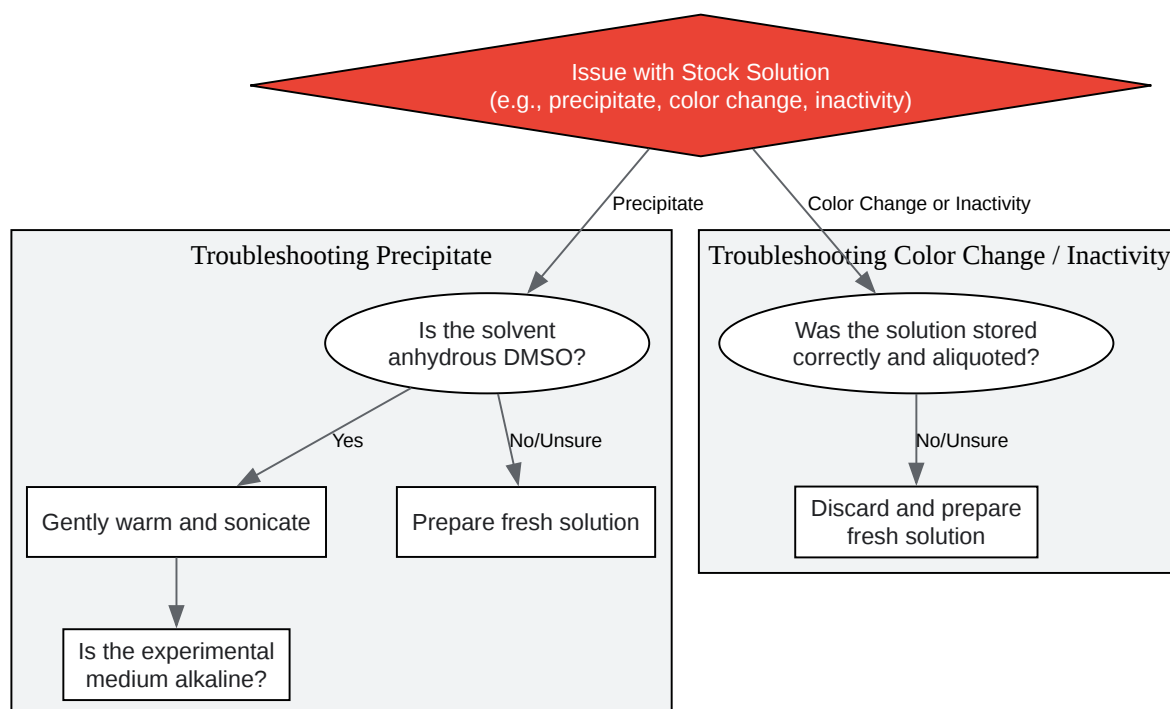 Issue with Stock Solution
(e.g., precipitate, color change, inactivity)
Precipitate
Color Change or Inactivity
Troubleshooting Precipitate
Troubleshooting Color Change / Inactivity
Is the solvent
anhydrous DMSO?
Was the solution stored
correctly and aliquoted?
Yes
No/Unsure
No/Unsure
Gently warm and sonicate
Prepare fresh solution
Discard and prepare
fresh solution
Is the experimental
medium alkaline?